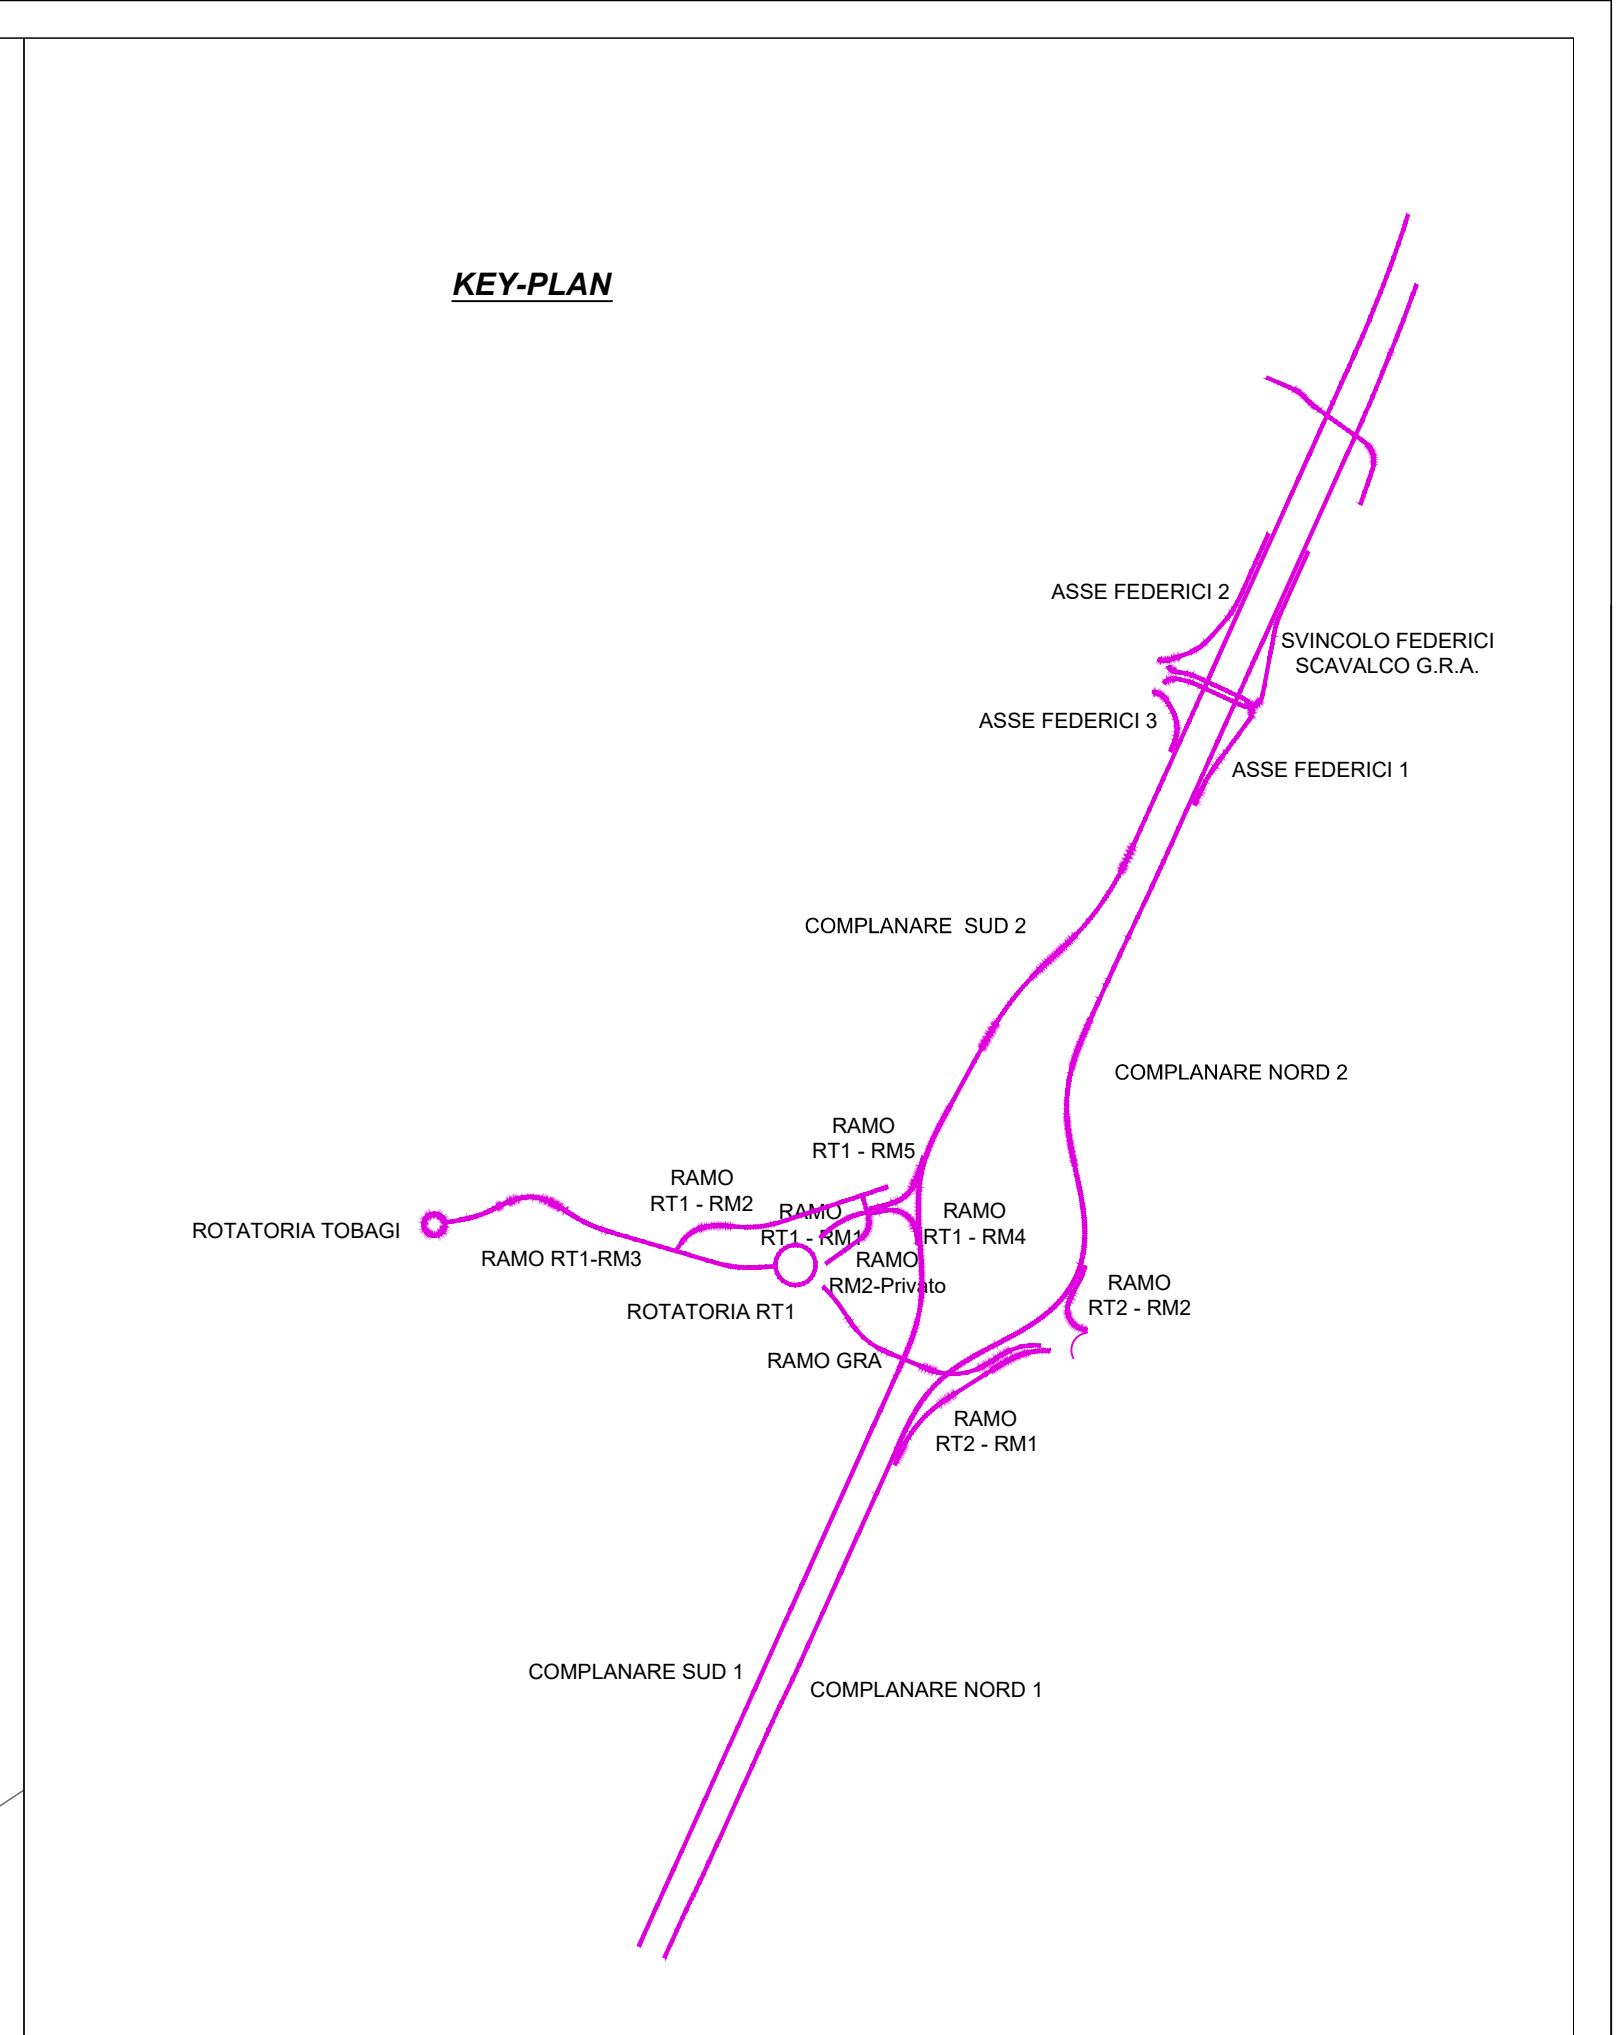 KEY-PLAN
ASSE FEDERICI 2
SVINCOLO FEDERICI
SCAVALCO G.R.A.
ASSE FEDERICI 3
ASSE FEDERICI 1
COMPLANARE  SUD 2
COMPLANARE NORD 2
RAMO
RT1 - RM5
RAMO
RT1 - RM2
RAMO
RT1 - RM1
RAMO
RT1 - RM4
ROTATORIA TOBAGI
RAMO RT1-RM3
RAMO
RM2-Privato
RAMO
RT2 - RM2
ROTATORIA RT1
RAMO GRA
RAMO
RT2 - RM1
COMPLANARE SUD 1
COMPLANARE NORD 1